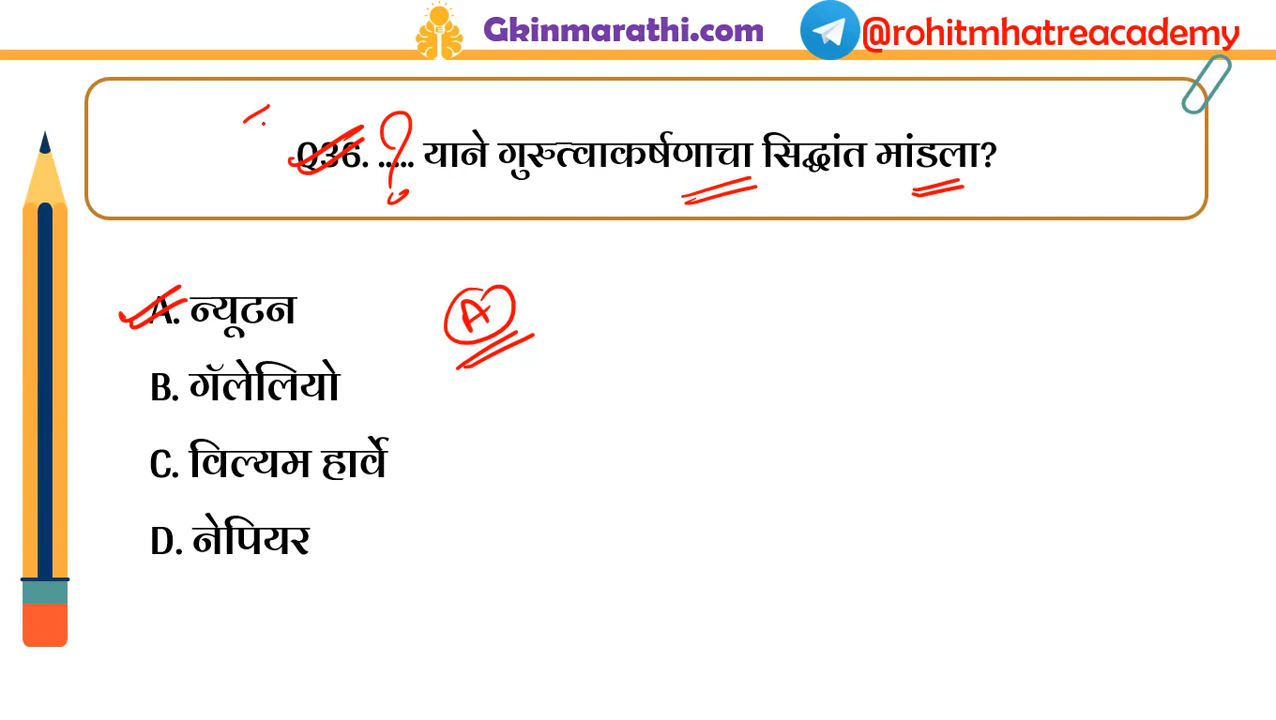 Gkinmarathi.com @rohitmhatreacademy
Q36. ..... याने गुरुत्वाकर्षणाचा सिद्धांत मांडला?
?
A. न्यूटन
A
B. गॅलेलियो
C. विल्यम हार्वे
D. नेपियर